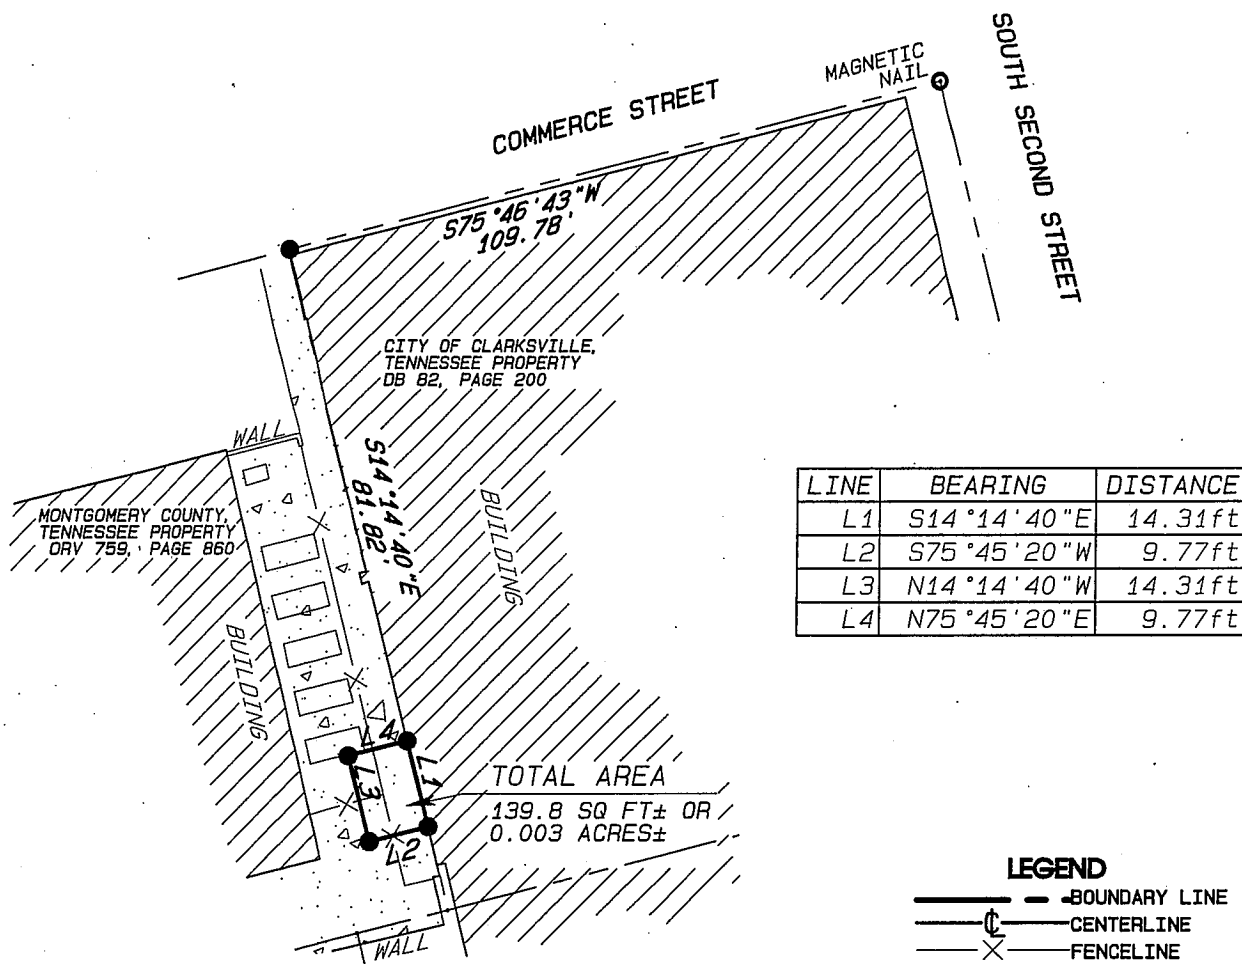 SOUTH SECOND STREET
MAGNETIC
NAIL
COMMERCE STREET
S75°46'43"W
109.78'
CITY OF CLARKSVILLE,
TENNESSEE PROPERTY
DB 82, PAGE 200
WALL
S14°14'40"E
81.82'
MONTGOMERY COUNTY,
TENNESSEE PROPERTY
ORV 759, PAGE 860
BUILDING
BUILDING
LINE BEARING DISTANCE
L1 S14°14'40"E 14.31ft
L2 S75°45'20"W 9.77ft
L3 N14°14'40"W 14.31ft
L4 N75°45'20"E 9.77ft
L4
L1
L3
L2
TOTAL AREA
139.8 SQ FT± OR
0.003 ACRES±
WALL
LEGEND
BOUNDARY LINE
CENTERLINE
FENCELINE